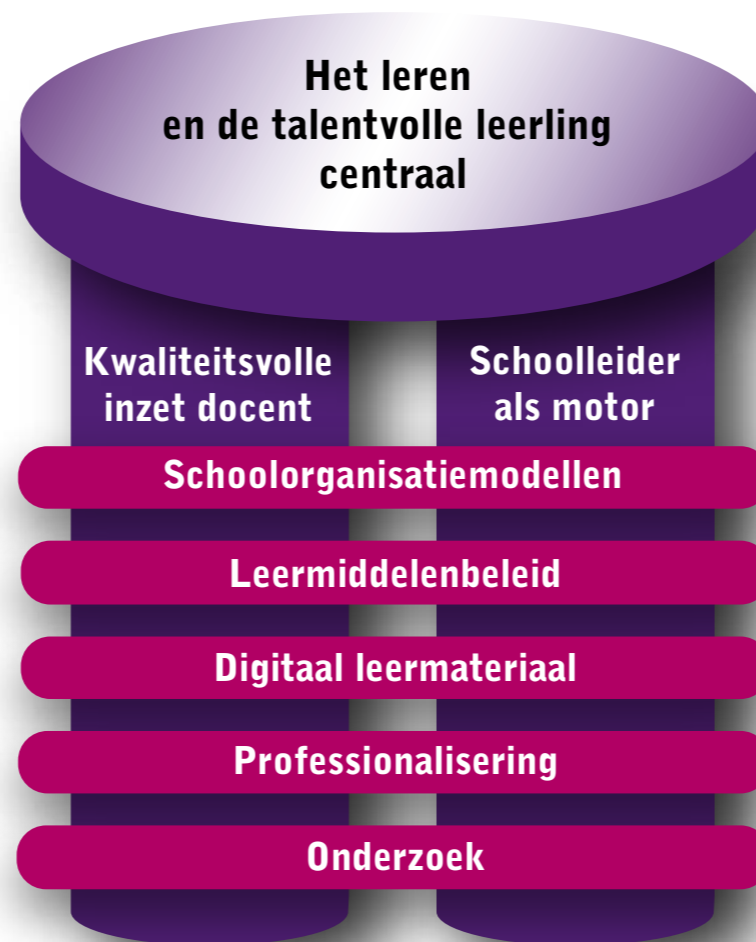 Het leren
en de talentvolle leerling
centraal
Kwaliteitsvolle
inzet docent
Schoolleider
als motor
Schoolorganisatiemodellen
Leermiddelenbeleid
Digitaal leermateriaal
Professionalisering
Onderzoek